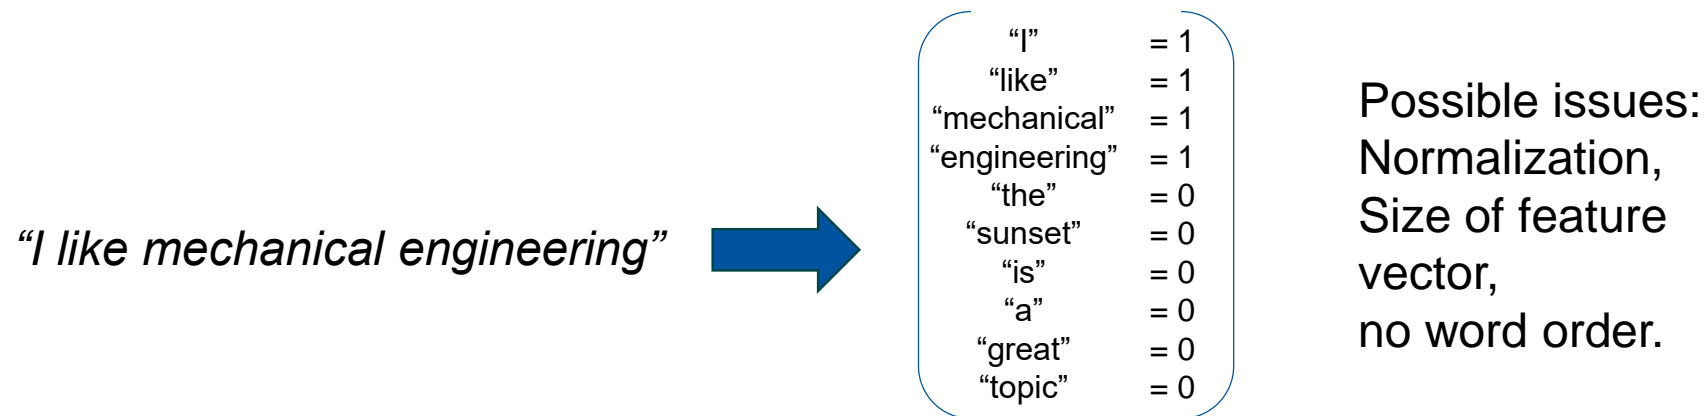 “I like mechanical engineering”
“I” = 1
“like” = 1
“mechanical” = 1
“engineering” = 1
“the” = 0
“sunset” = 0
“is” = 0
“a” = 0
“great” = 0
“topic” = 0
Possible issues:
Normalization,
Size of feature
vector,
no word order.